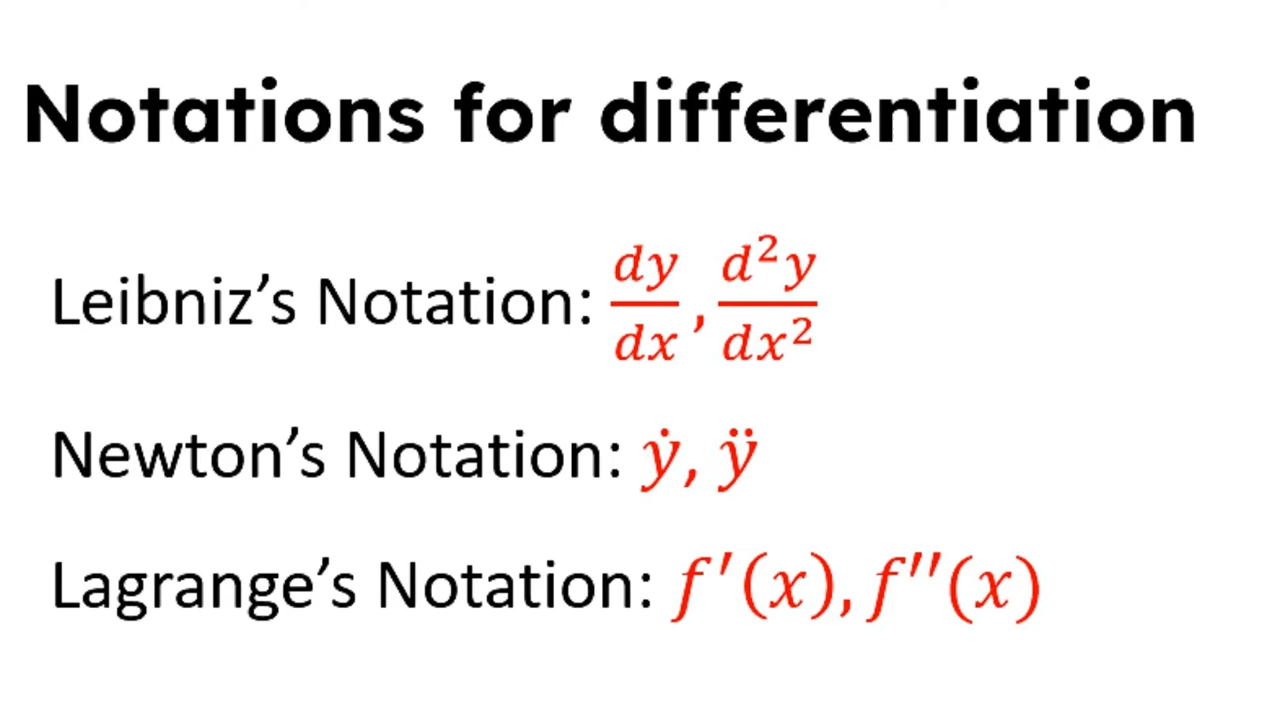 Notations for differentiation
Leibniz’s Notation: dy/dx, d²y/dx²
Newton’s Notation: ẏ, ÿ
Lagrange’s Notation: f′(x), f′′(x)